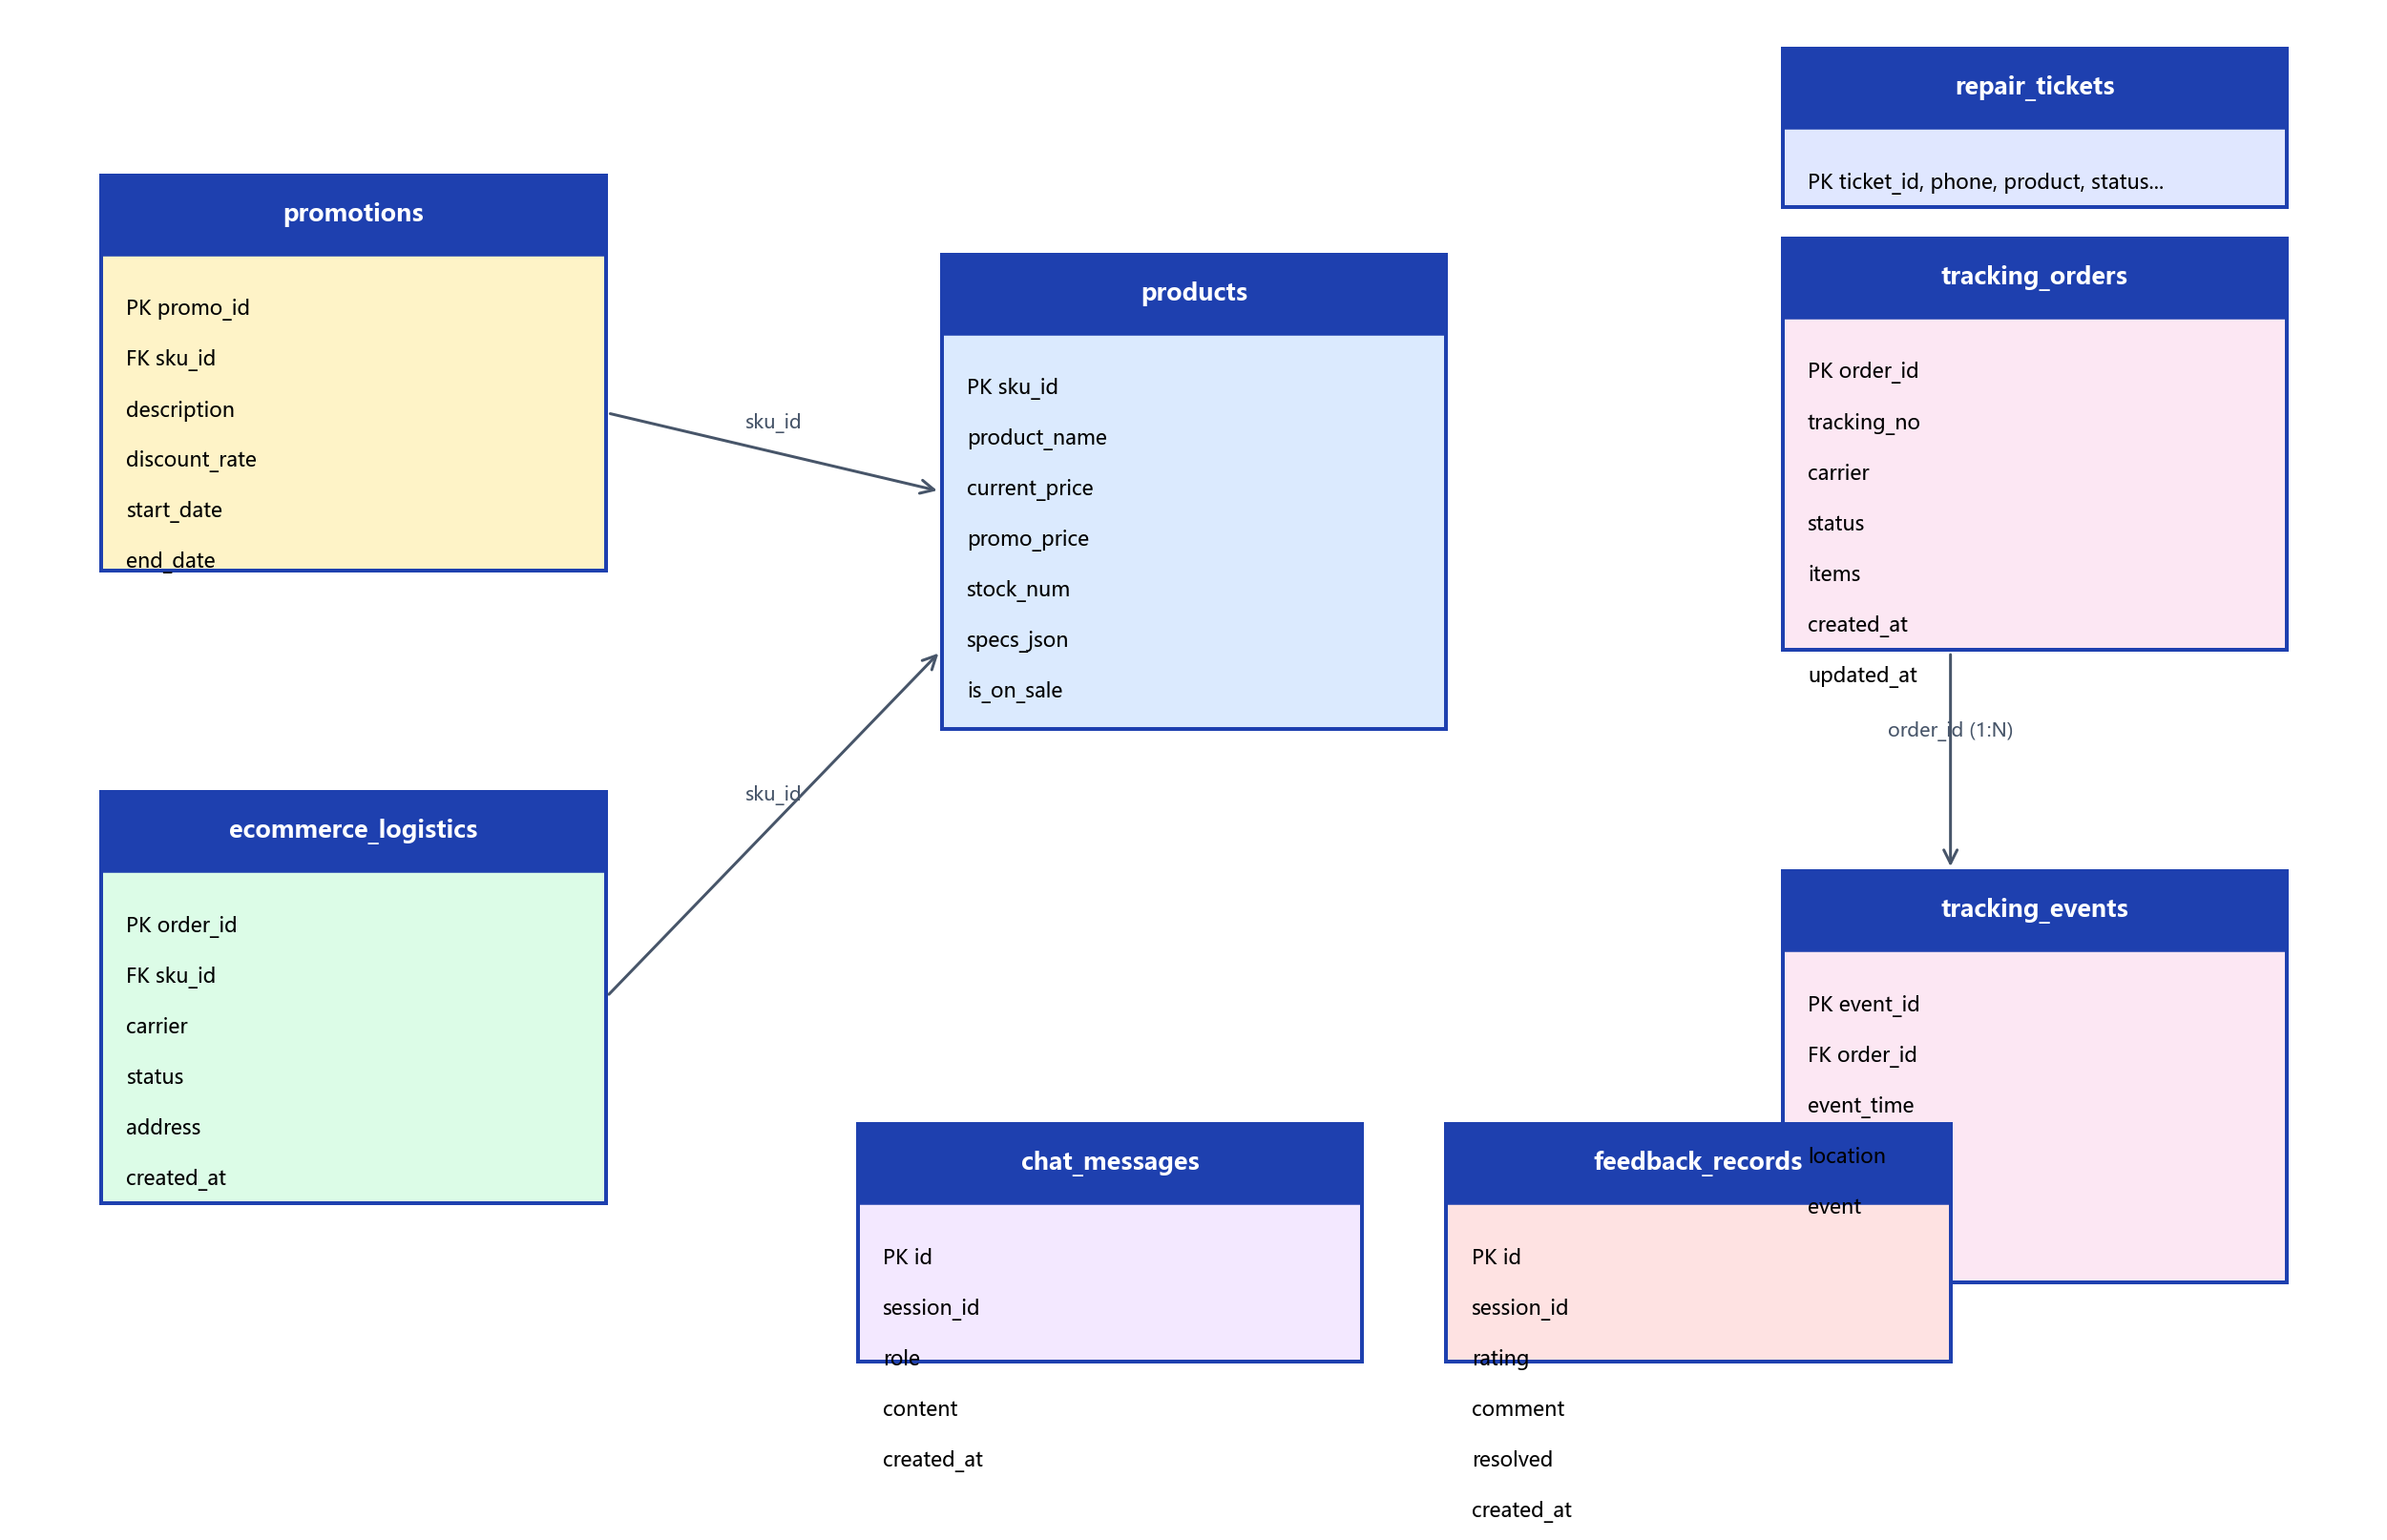 repair_tickets
PK ticket_id, phone, product, status...
promotions
PK promo_id
FK sku_id
description
discount_rate
start_date
end_date
sku_id
products
PK sku_id
product_name
current_price
promo_price
stock_num
specs_json
is_on_sale
tracking_orders
PK order_id
tracking_no
carrier
status
items
created_at
updated_at
order_id (1:N)
ecommerce_logistics
PK order_id
FK sku_id
carrier
status
address
created_at
sku_id
tracking_events
PK event_id
FK order_id
event_time
location
event
chat_messages
PK id
session_id
role
content
created_at
feedback_records
PK id
session_id
rating
comment
resolved
created_at